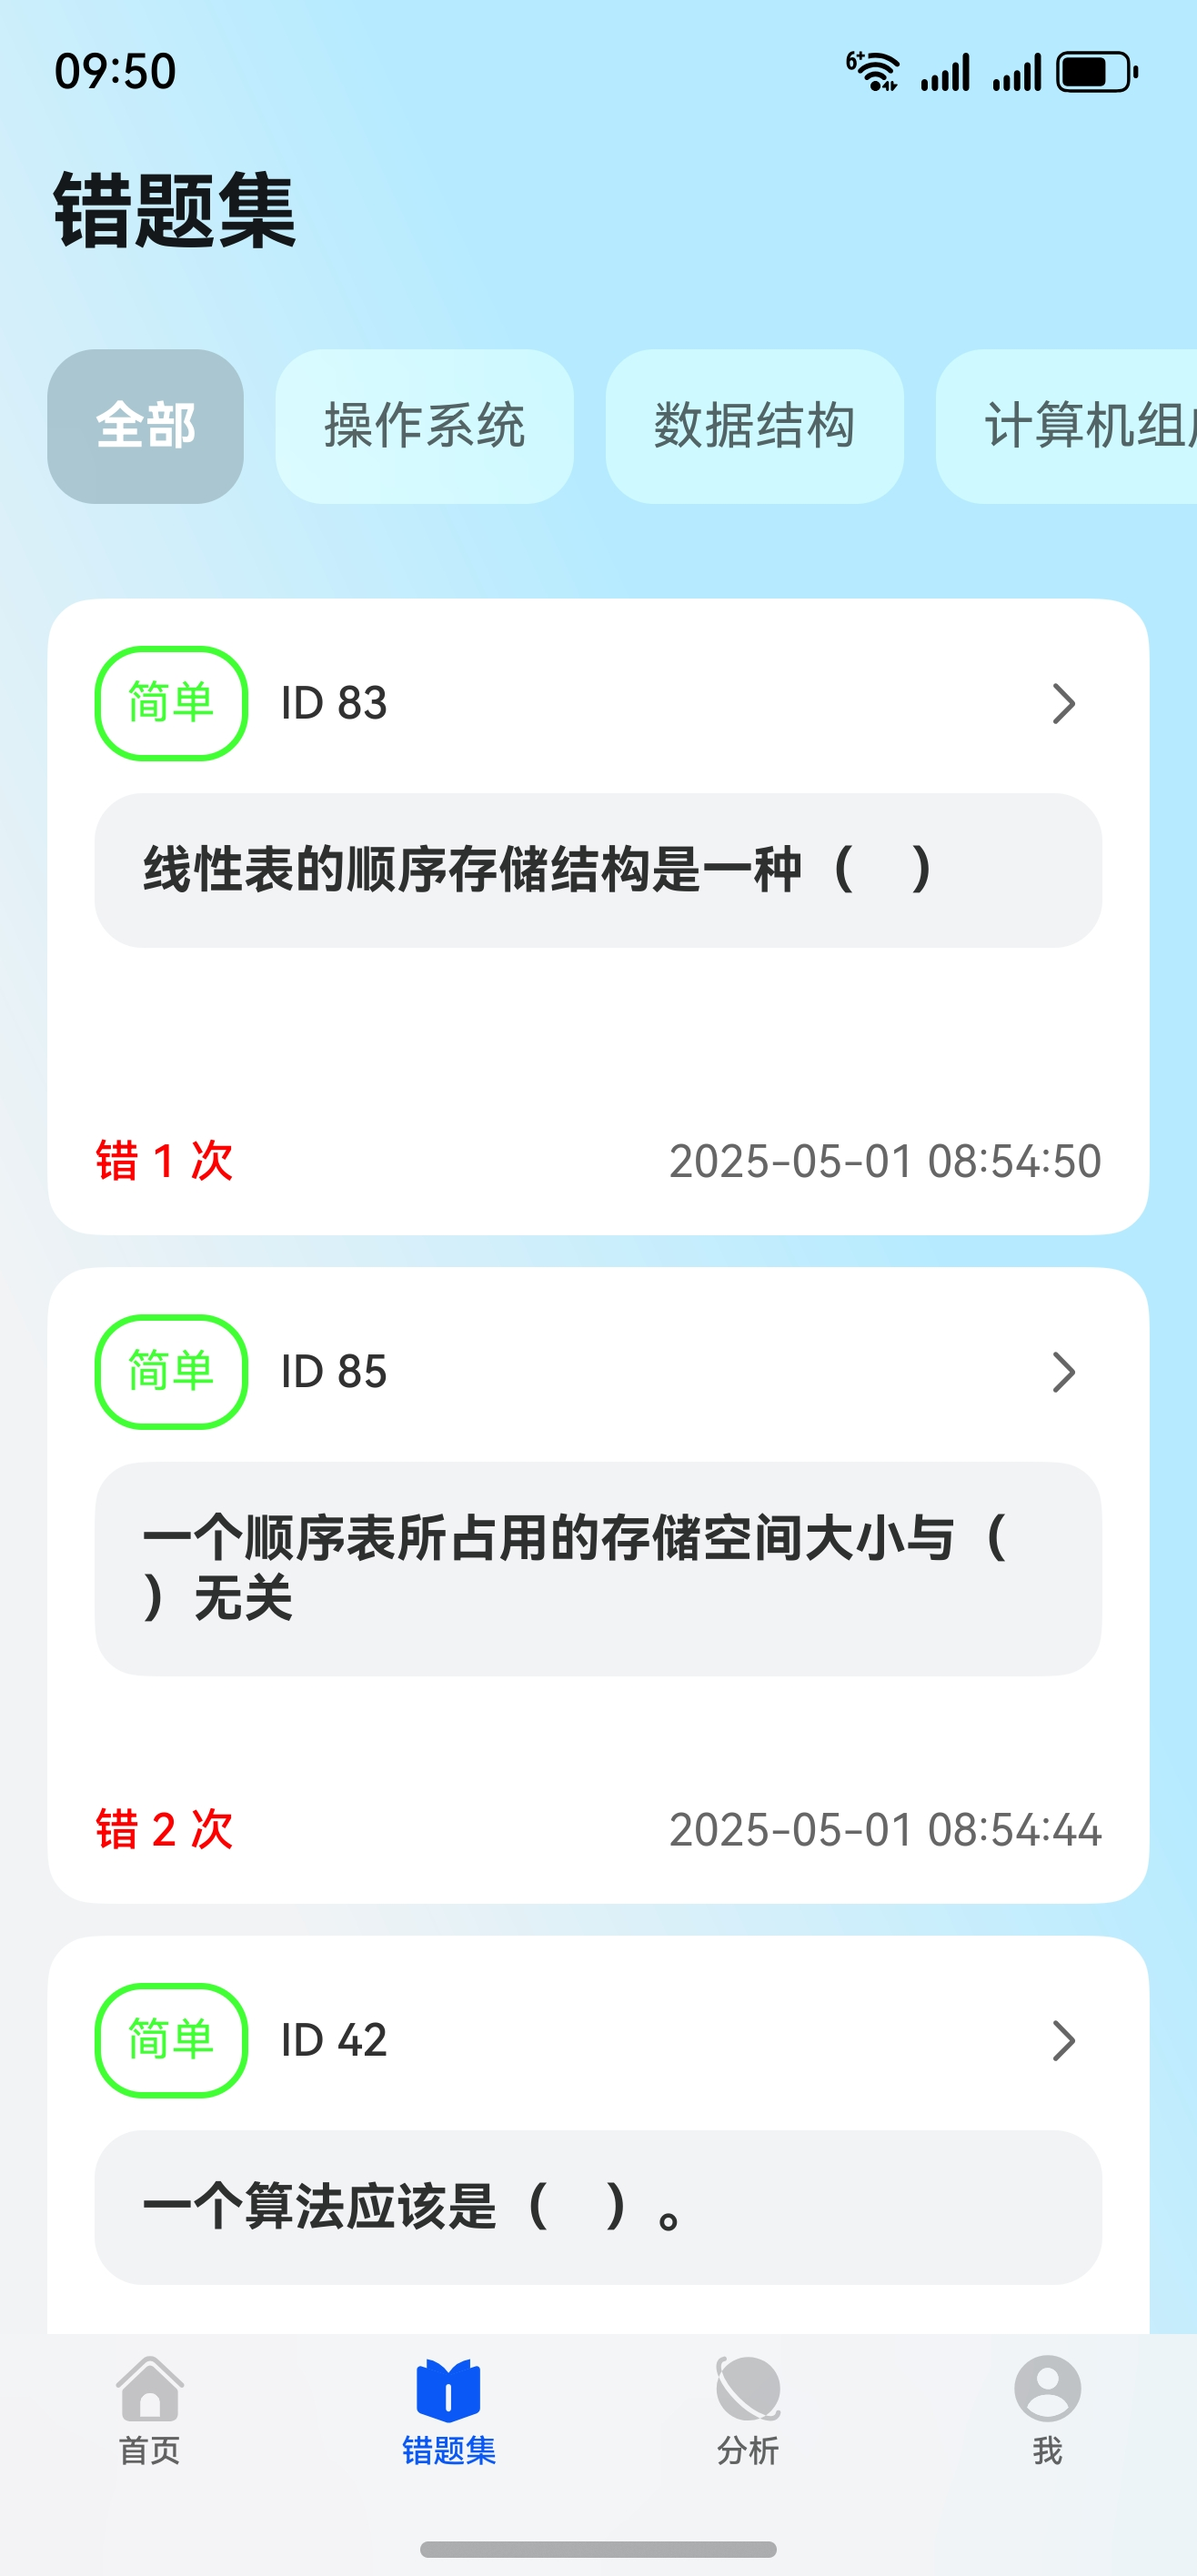 09:50
错题集
全部
操作系统
数据结构
计算机组
简单
ID 83
线性表的顺序存储结构是一种（　）
错 1 次
2025-05-01 08:54:50
简单
ID 85
一个顺序表所占用的存储空间大小与（
）无关
错 2 次
2025-05-01 08:54:44
简单
ID 42
一个算法应该是（　）。
首页
错题集
分析
我